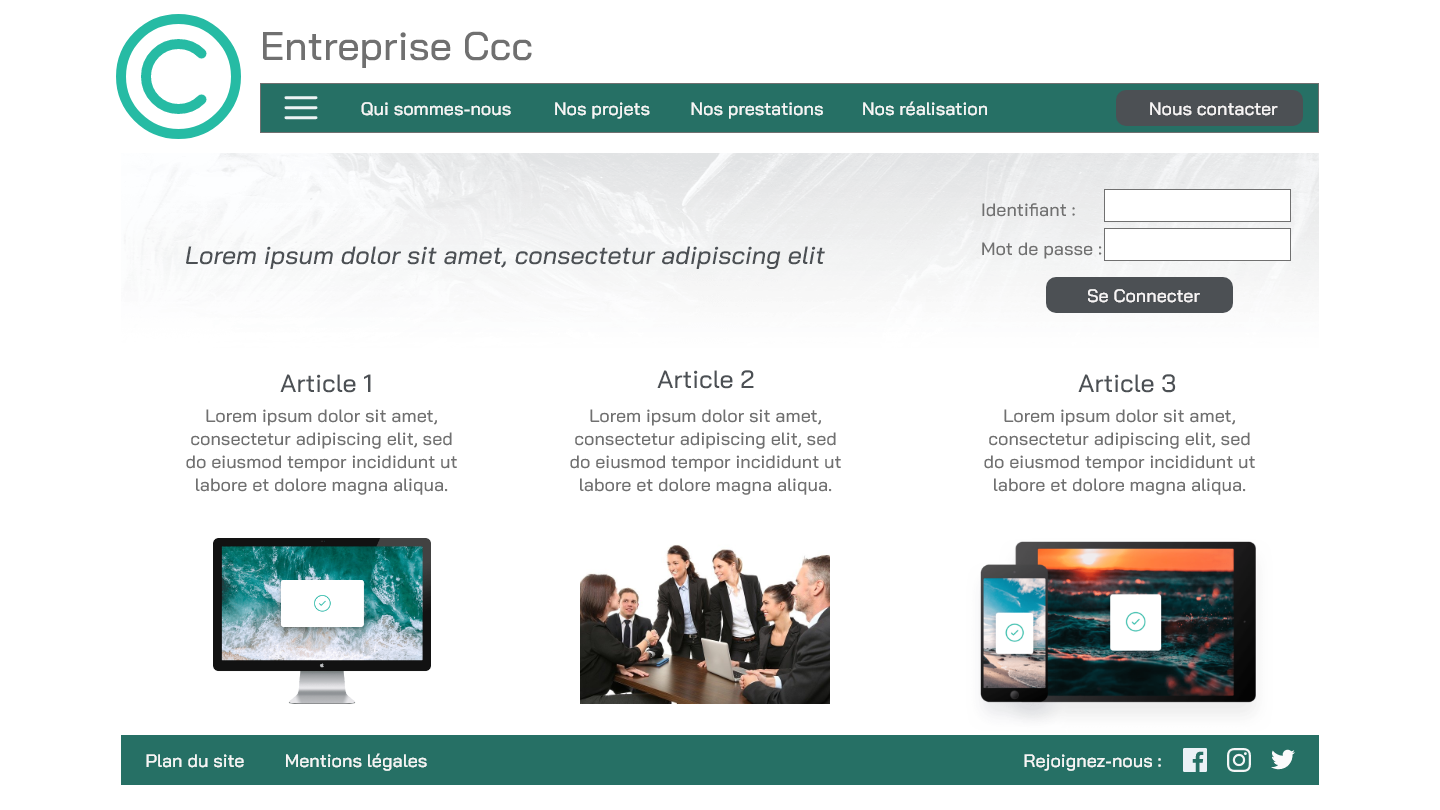 Entreprise Ccc
Qui sommes-nous Nos projets Nos prestations Nos réalisation Nous contacter
Identifiant :
Lorem ipsum dolor sit amet, consectetur adipiscing elit
Mot de passe :
Se Connecter
Article 1
Lorem ipsum dolor sit amet,
consectetur adipiscing elit, sed
do eiusmod tempor incididunt ut
labore et dolore magna aliqua.
Article 2
Lorem ipsum dolor sit amet,
consectetur adipiscing elit, sed
do eiusmod tempor incididunt ut
labore et dolore magna aliqua.
Article 3
Lorem ipsum dolor sit amet,
consectetur adipiscing elit, sed
do eiusmod tempor incididunt ut
labore et dolore magna aliqua.
Plan du site Mentions légales Rejoignez-nous :